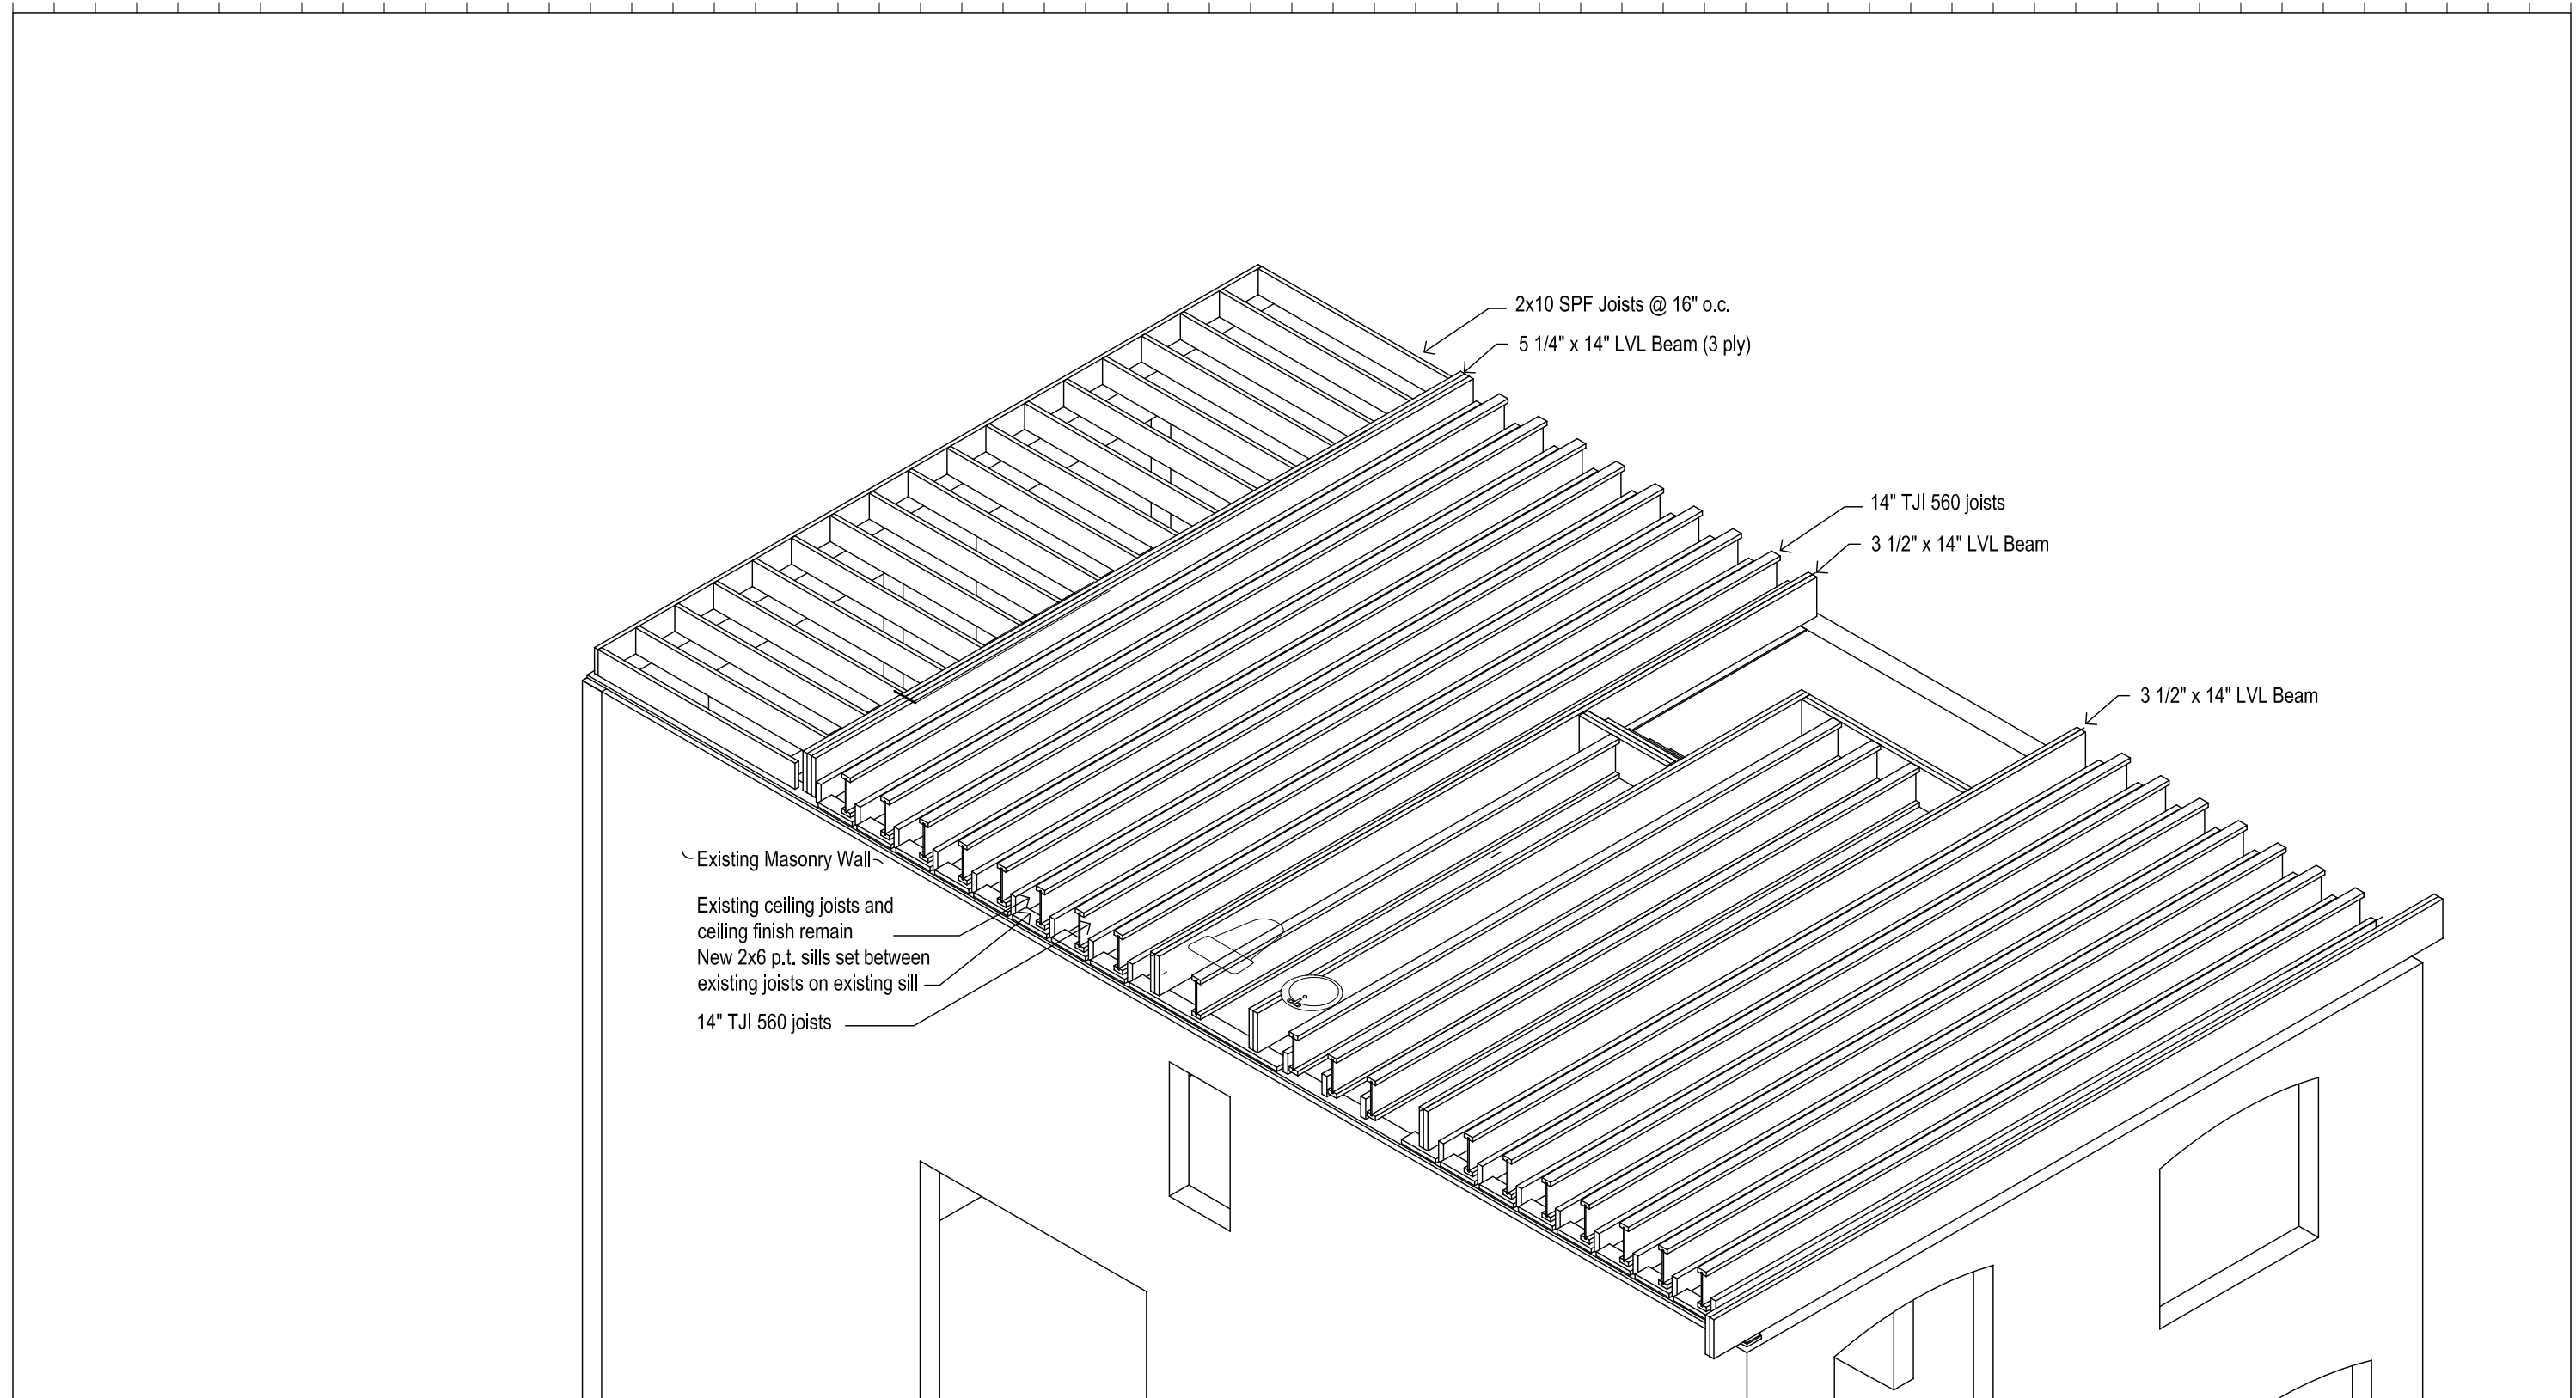 2x10 SPF Joists @ 16" o.c.
5 1/4" x 14" LVL Beam (3 ply)
14" TJI 560 joists
3 1/2" x 14" LVL Beam
3 1/2" x 14" LVL Beam
Existing Masonry Wall
Existing ceiling joists and
ceiling finish remain
New 2x6 p.t. sills set between
existing joists on existing sill
14" TJI 560 joists